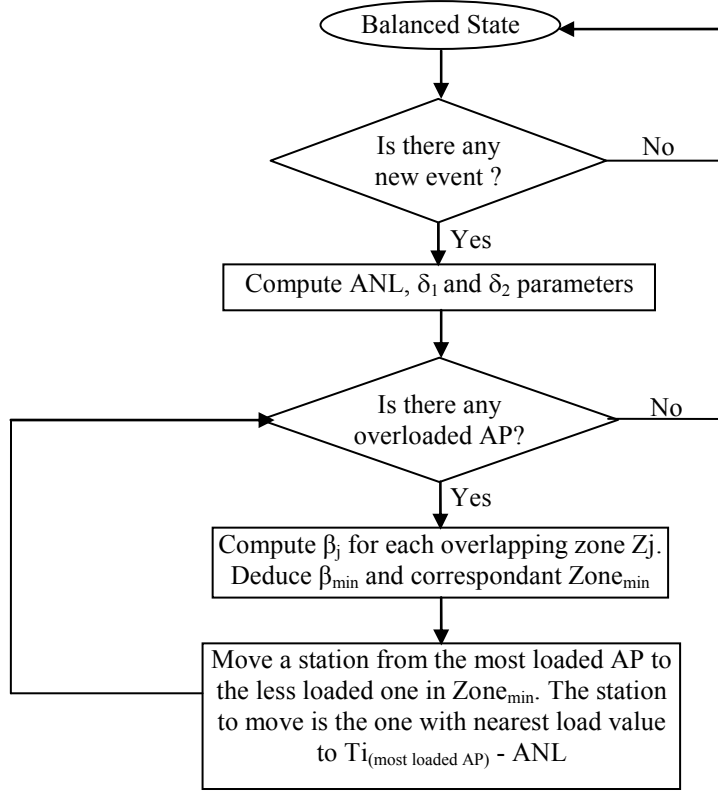 Balanced State
Is there any
new event ?
No
Yes
Compute ANL, δ₁ and δ₂ parameters
Is there any
overloaded AP?
No
Yes
Compute βⱼ for each overlapping zone Zj.
Deduce βmin and correspondant Zonemin
Move a station from the most loaded AP to
the less loaded one in Zonemin. The station
to move is the one with nearest load value
to Ti(most loaded AP) - ANL